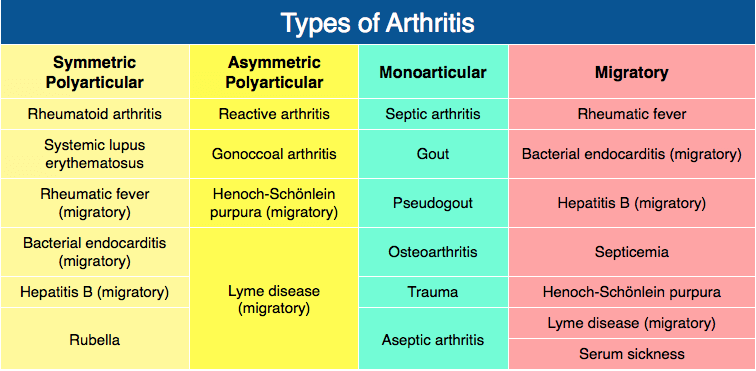 Types of Arthritis
Symmetric
Polyarticular
Asymmetric
Polyarticular
Monoarticular
Migratory
Rheumatoid arthritis
Reactive arthritis
Septic arthritis
Rheumatic fever
Systemic lupus
erythematosus
Gonoccoal arthritis
Gout
Bacterial endocarditis (migratory)
Rheumatic fever
(migratory)
Henoch-Schönlein
purpura (migratory)
Pseudogout
Hepatitis B (migratory)
Bacterial endocarditis
(migratory)
Lyme disease
(migratory)
Osteoarthritis
Septicemia
Hepatitis B (migratory)
Trauma
Henoch-Schönlein purpura
Rubella
Aseptic arthritis
Lyme disease (migratory)
Serum sickness